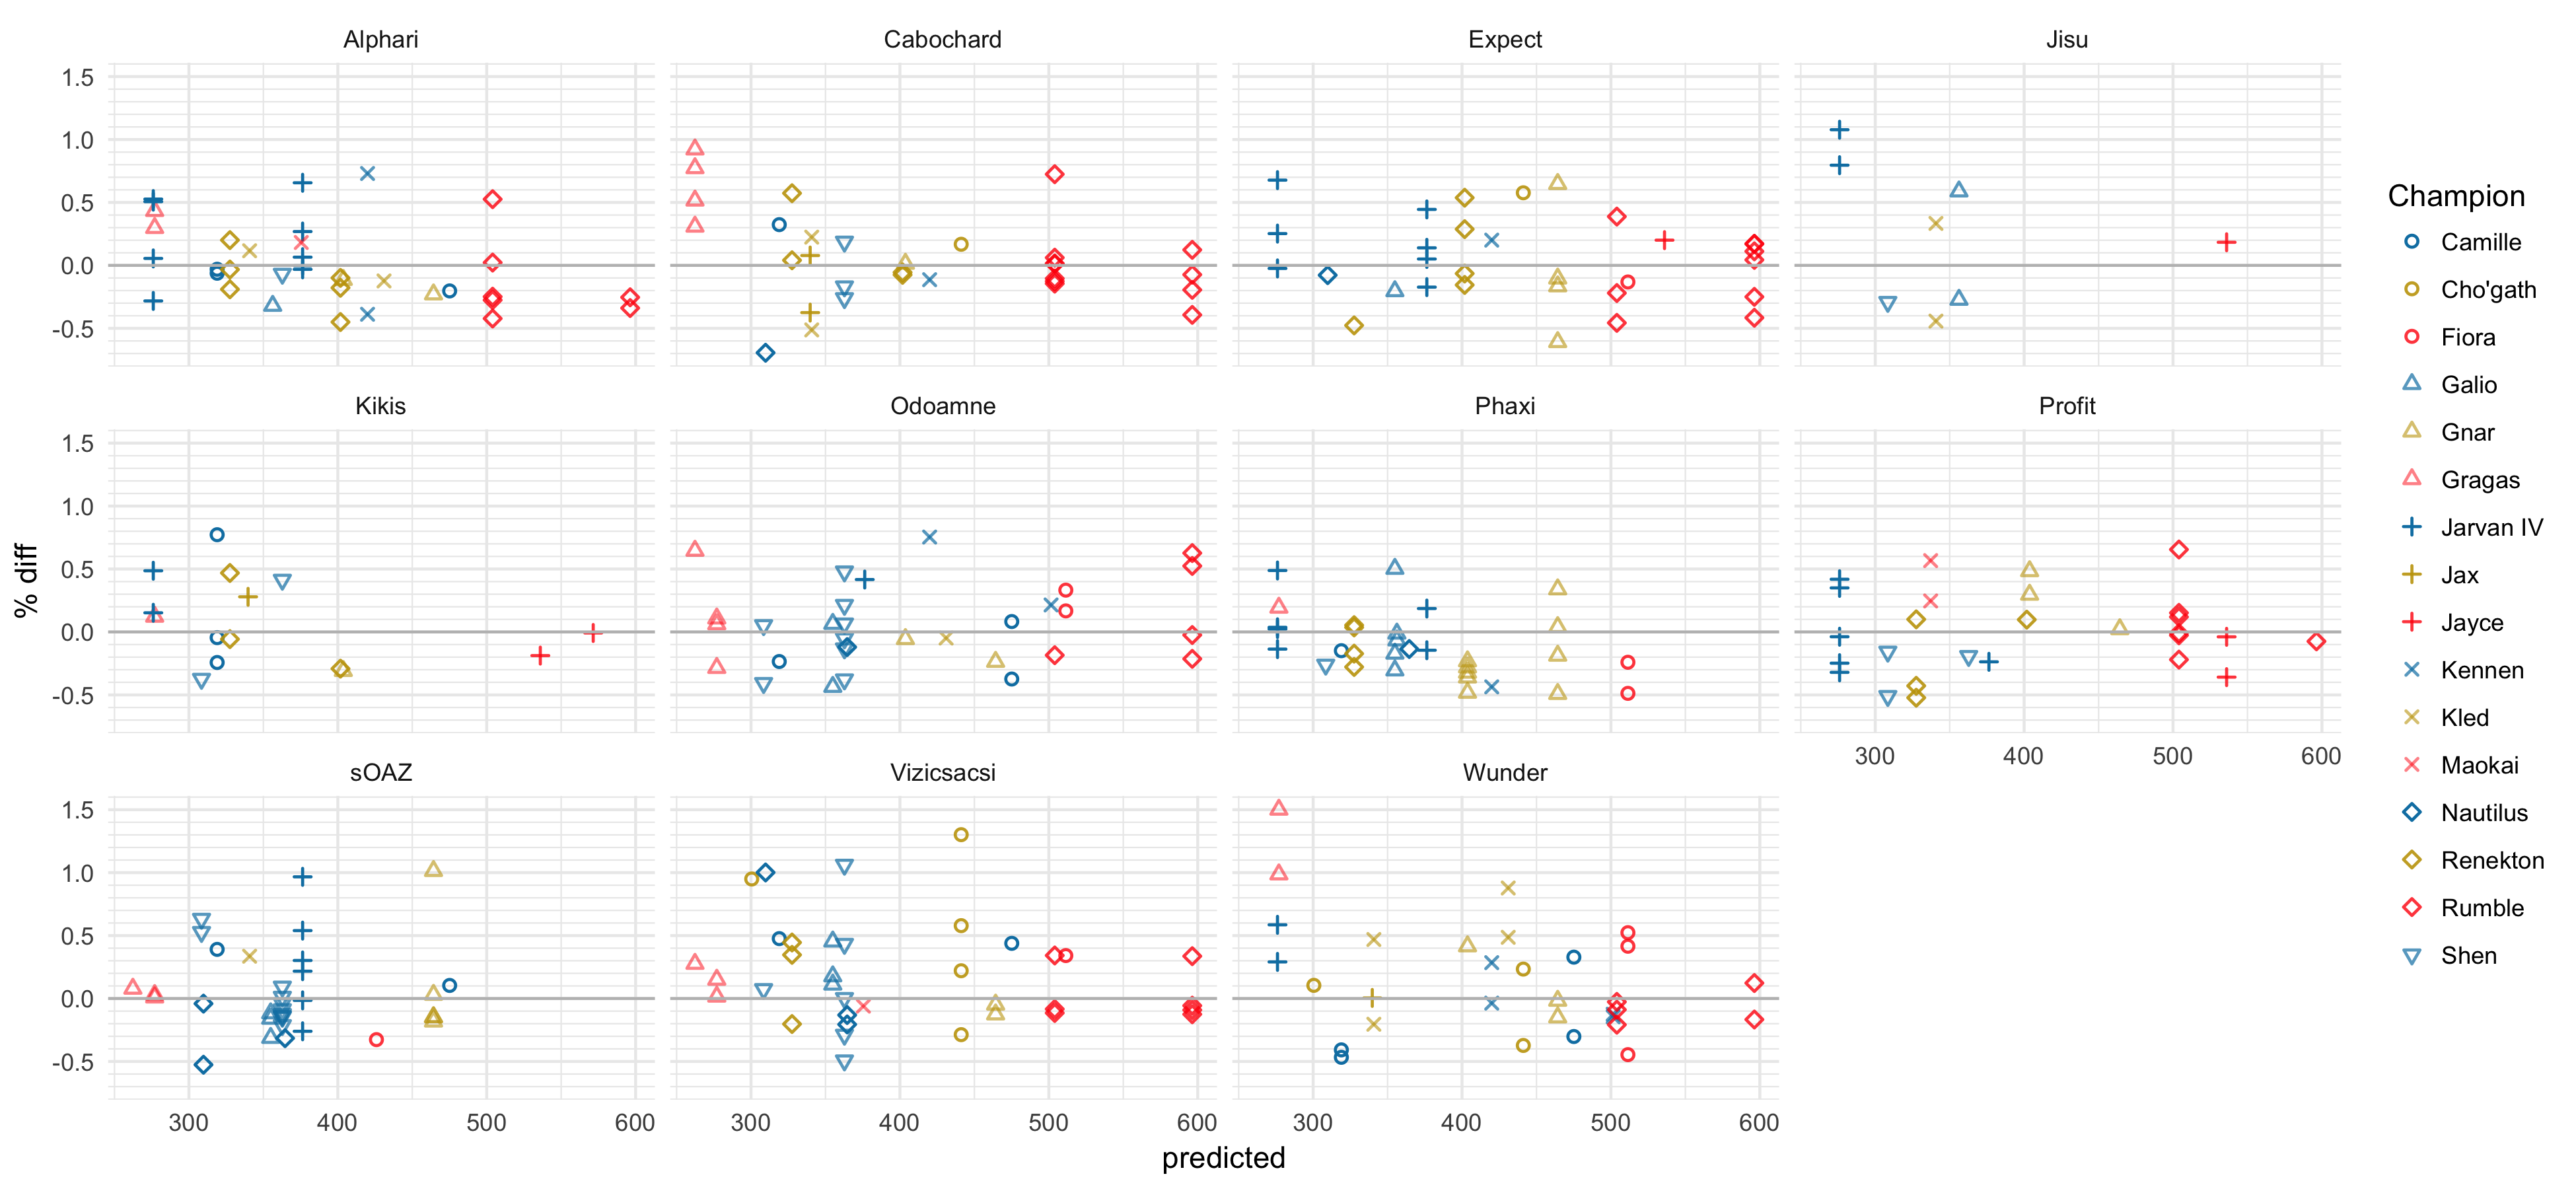 Alphari
Cabochard
Expect
Jisu
1.5
1.0
0.5
0.0
-0.5
Kikis
Odoamne
Phaxi
Profit
1.5
1.0
0.5
0.0
-0.5
300 400 500 600
sOAZ
Vizicsacsi
Wunder
1.5
1.0
0.5
0.0
-0.5
300 400 500 600
300 400 500 600
300 400 500 600
predicted
% diff
Champion
Camille
Cho'gath
Fiora
Galio
Gnar
Gragas
Jarvan IV
Jax
Jayce
Kennen
Kled
Maokai
Nautilus
Renekton
Rumble
Shen